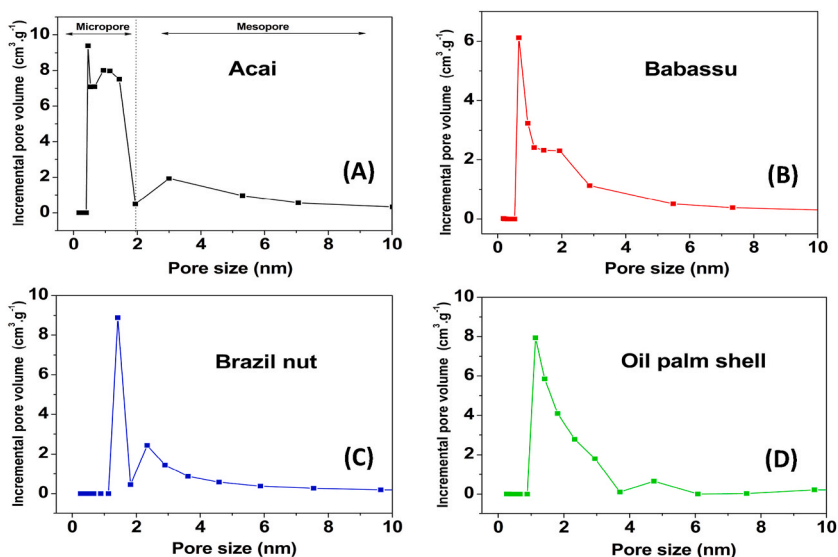 Micropore Mesopore
Acai
(A)
Incremental pore volume (cm³.g⁻¹)
10
8
6
4
2
0
0 2 4 6 8 10
Pore size (nm)
Babassu
(B)
Incremental pore volume (cm³.g⁻¹)
6
4
2
0
0 2 4 6 8 10
Pore size (nm)
Brazil nut
(C)
Incremental pore volume (cm³.g⁻¹)
10
8
6
4
2
0
0 2 4 6 8 10
Pore size (nm)
Oil palm shell
(D)
Incremental pore volume (cm³.g⁻¹)
10
8
6
4
2
0
0 2 4 6 8 10
Pore size (nm)